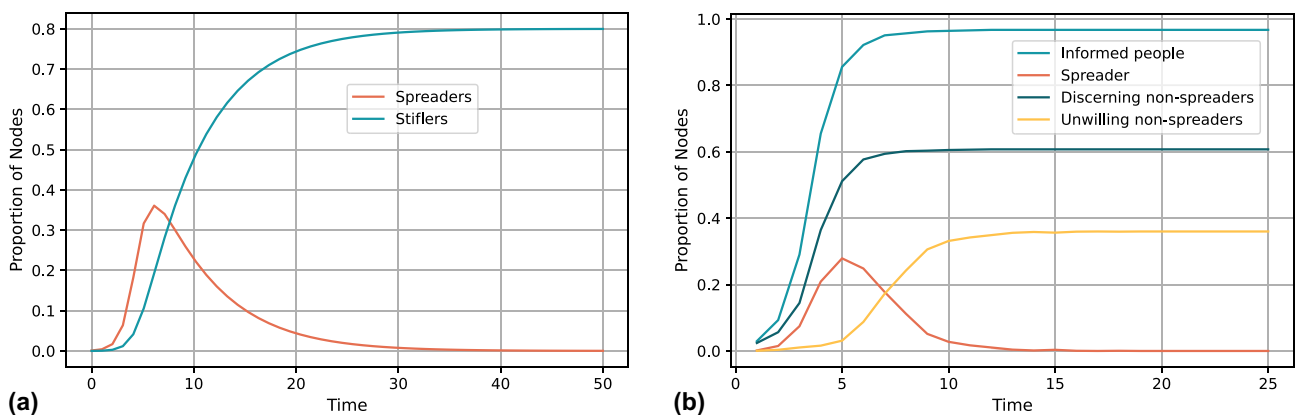 0.8
0.7
0.6
0.5
0.4
0.3
0.2
0.1
0.0
Proportion of Nodes
Spreaders
Stiflers
0 10 20 30 40 50
Time
(a)
1.0
0.8
0.6
0.4
0.2
0.0
Proportion of Nodes
Informed people
Spreader
Discerning non-spreaders
Unwilling non-spreaders
0 5 10 15 20 25
Time
(b)